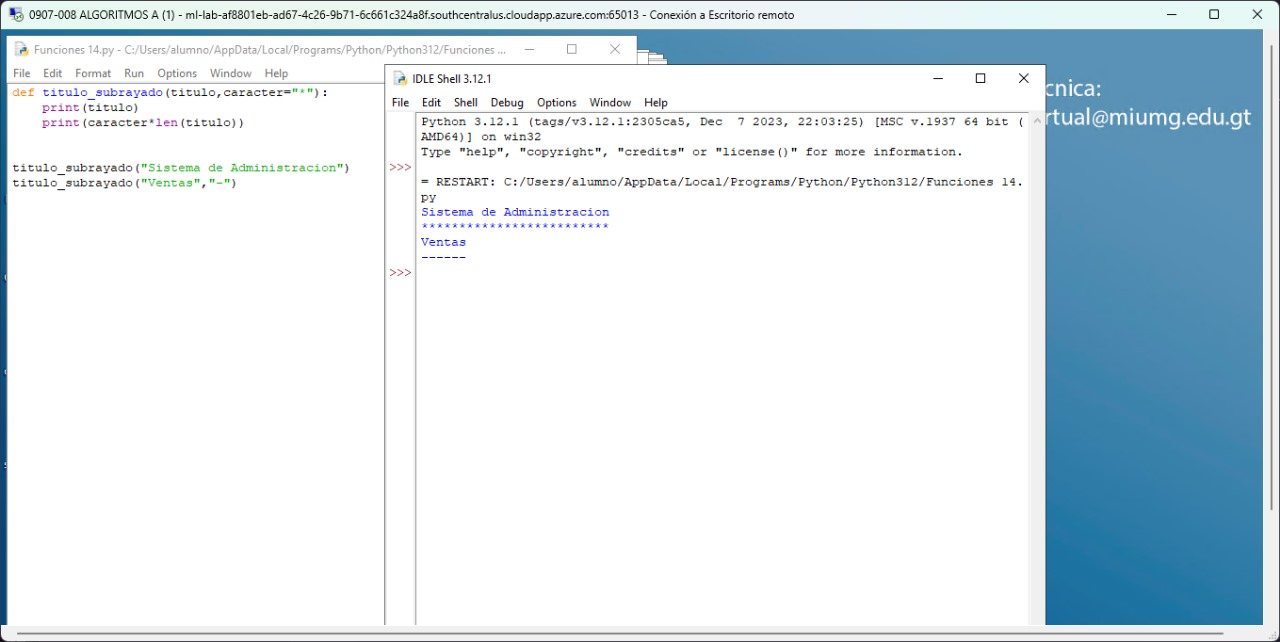 0907-008 ALGORITMOS A (1) - ml-lab-af8801eb-ad67-4c26-9b71-6c661c324a8f.southcentralus.cloudapp.azure.com:65013 - Conexión a Escritorio remoto
Funciones 14.py - C:/Users/alumno/AppData/Local/Programs/Python/Python312/Funciones ...
File Edit Format Run Options Window Help
def titulo_subrayado(titulo,caracter="*"):
    print(titulo)
    print(caracter*len(titulo))
titulo_subrayado("Sistema de Administracion")
titulo_subrayado("Ventas","-")
IDLE Shell 3.12.1
File Edit Shell Debug Options Window Help
Python 3.12.1 (tags/v3.12.1:2305ca5, Dec  7 2023, 22:03:25) [MSC v.1937 64 bit (
AMD64)] on win32
Type "help", "copyright", "credits" or "license()" for more information.
>>>
= RESTART: C:/Users/alumno/AppData/Local/Programs/Python/Python312/Funciones 14.
py
Sistema de Administracion
*************************
Ventas
------
>>>
cnica:
rtual@miumg.edu.gt